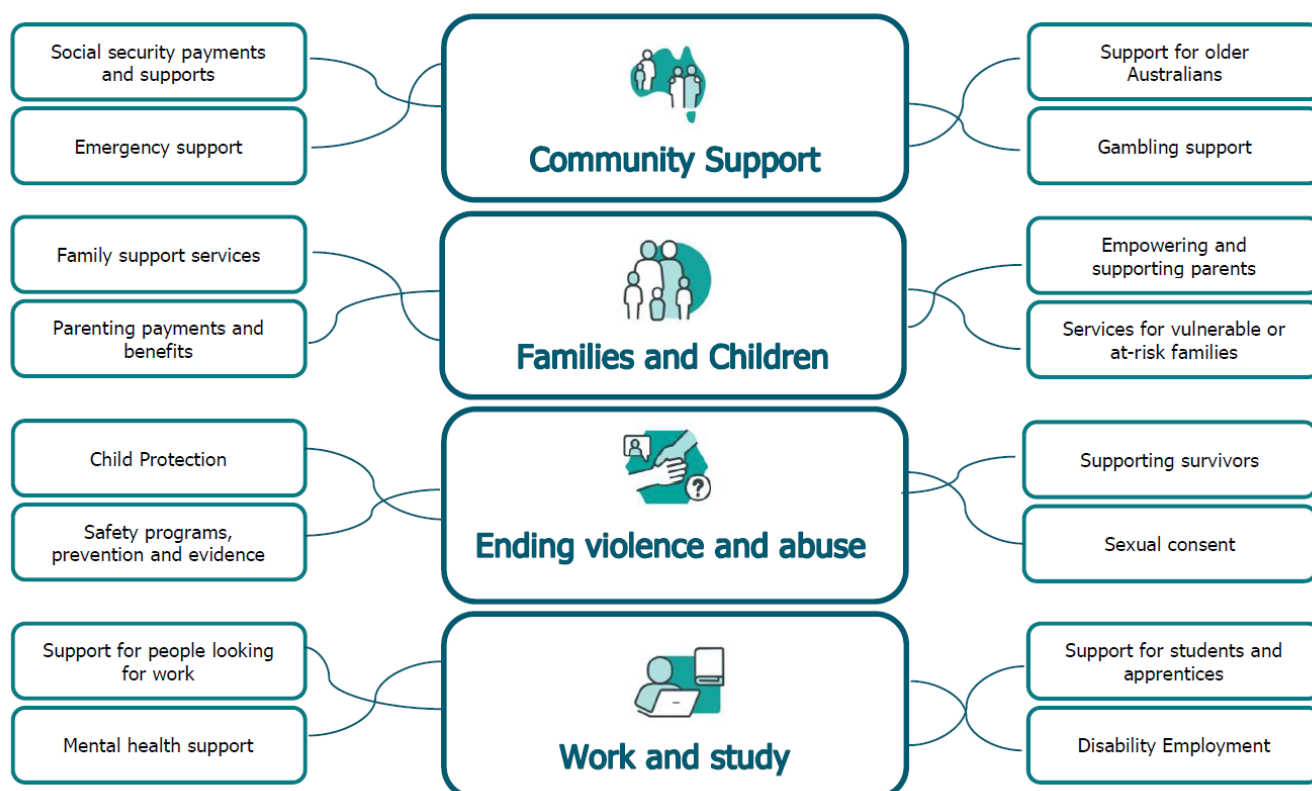 Social security payments
and supports
Emergency support
Community Support
Support for older
Australians
Gambling support
Family support services
Parenting payments and
benefits
Families and Children
Empowering and
supporting parents
Services for vulnerable or
at-risk families
Child Protection
Safety programs,
prevention and evidence
?
Ending violence and abuse
Supporting survivors
Sexual consent
Support for people looking
for work
Mental health support
Work and study
Support for students and
apprentices
Disability Employment